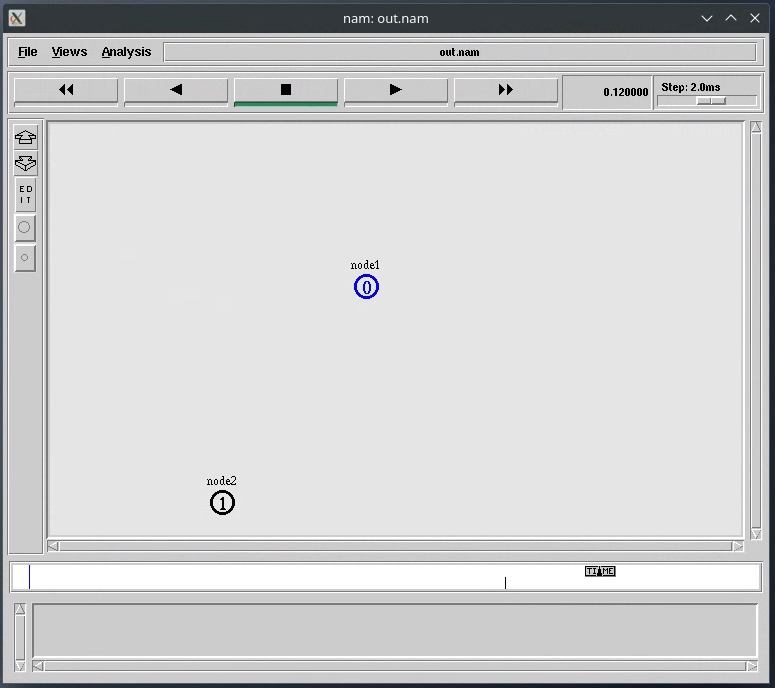 nam: out.nam
File Views Analysis out.nam
0.120000 Step: 2.0ms
E D
I T
node1
0
node2
1
TIME